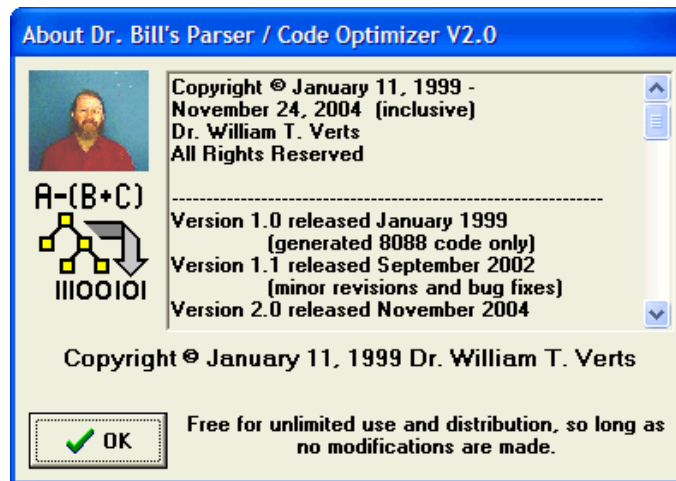 About Dr. Bill's Parser / Code Optimizer V2.0
Copyright © January 11, 1999 -
November 24, 2004 (inclusive)
Dr. William T. Verts
All Rights Reserved
-------------------------------------------------------------
Version 1.0 released January 1999
(generated 8088 code only)
Version 1.1 released September 2002
(minor revisions and bug fixes)
Version 2.0 released November 2004
A-(B+C)
11100101
Copyright © January 11, 1999 Dr. William T. Verts
OK
Free for unlimited use and distribution, so long as
no modifications are made.